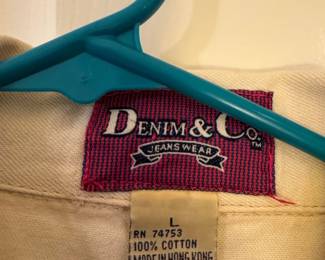 DENIM & CO.™
JEANSWEAR
L
RN 74753
100% COTTON
MADE IN HONG KONG